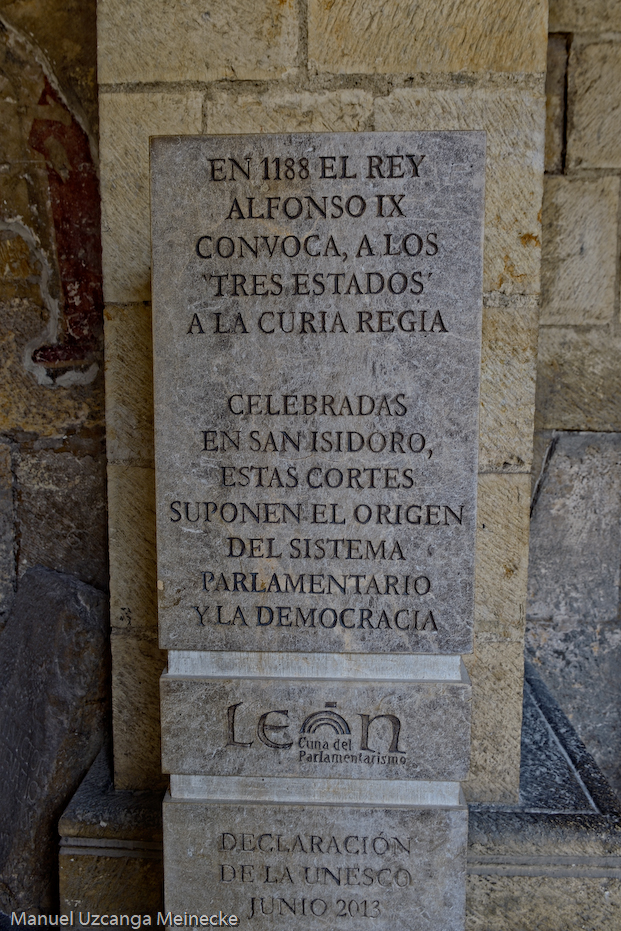 EN 1188 EL REY
ALFONSO IX
CONVOCA, A LOS
'TRES ESTADOS'
A LA CURIA REGIA
CELEBRADAS
EN SAN ISIDORO,
ESTAS CORTES
SUPONEN EL ORIGEN
DEL SISTEMA
PARLAMENTARIO
Y LA DEMOCRACIA
LEÓN
Cuna del
Parlamentarismo
DECLARACIÓN
DE LA UNESCO
JUNIO 2013
Manuel Uzcanga Meinecke